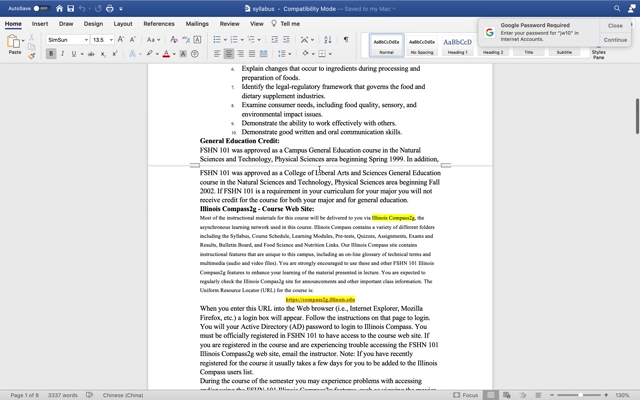 AutoSave OFF
syllabus - Compatibility Mode — Saved to my Mac
Home Insert Draw Design Layout References Mailings Review View Tell me
Google Password Required
Enter your password for "jw10" in Internet Accounts.
Close
Continue
Paste
SimSun
13.5
AaBbCcDdEe
Normal
AaBbCcDdEe
No Spacing
AaBbCcD
Heading 1
Heading 2
Title
Subtitle
Styles Pane
6. Explain changes that occur to ingredients during processing and
preparation of foods.
7. Identify the legal-regulatory framework that governs the food and
dietary supplement industries.
8. Examine consumer needs, including food quality, sensory, and
environmental impact issues.
9. Demonstrate the ability to work effectively with others.
10. Demonstrate good written and oral communication skills.
General Education Credit:
FSHN 101 was approved as a Campus General Education course in the Natural
Sciences and Technology, Physical Sciences area beginning Spring 1999. In addition,
FSHN 101 was approved as a College of Liberal Arts and Sciences General Education
course in the Natural Sciences and Technology, Physical Sciences area beginning Fall
2002. If FSHN 101 is a requirement in your curriculum for your major you will not
receive credit for the course for both your major and for general education.
Illinois Compass2g - Course Web Site:
Most of the instructional materials for this course will be delivered to you via Illinois Compass2g, the
asynchronous learning network used in this course. Illinois Compass contains a variety of different folders
including the Syllabus, Course Schedule, Learning Modules, Pre-tests, Quizzes, Assignments, Exams and
Results, Bulletin Board, and Food Science and Nutrition Links. Our Illinois Compass site contains
instructional features that are unique to this campus, including an on-line glossary of technical terms and
multimedia (audio and video files). You are strongly encouraged to use these and other FSHN 101 Illinois
Compass2g features to enhance your learning of the material presented in lecture. You are expected to
regularly check the Illinois Compass2g site for announcements and other important class information. The
Uniform Resource Locator (URL) for the course is:
https://compass2g.illinois.edu
When you enter this URL into the Web browser (i.e., Internet Explorer, Mozilla
Firefox, etc.) a login box will appear. Follow the instructions on that page to login.
You will your Active Directory (AD) password to login to Illinois Compass. You
must be officially registered in FSHN 101 to have access to the course web site. If
you are registered in the course and are experiencing trouble accessing the FSHN 101
Illinois Compass2g web site, email the instructor. Note: If you have recently
registered for the course it usually takes a few days for you to be added to the Illinois
Compass users list.
During the course of the semester you may experience problems with accessing
Page 1 of 8 3337 words Chinese (China) Focus 130%